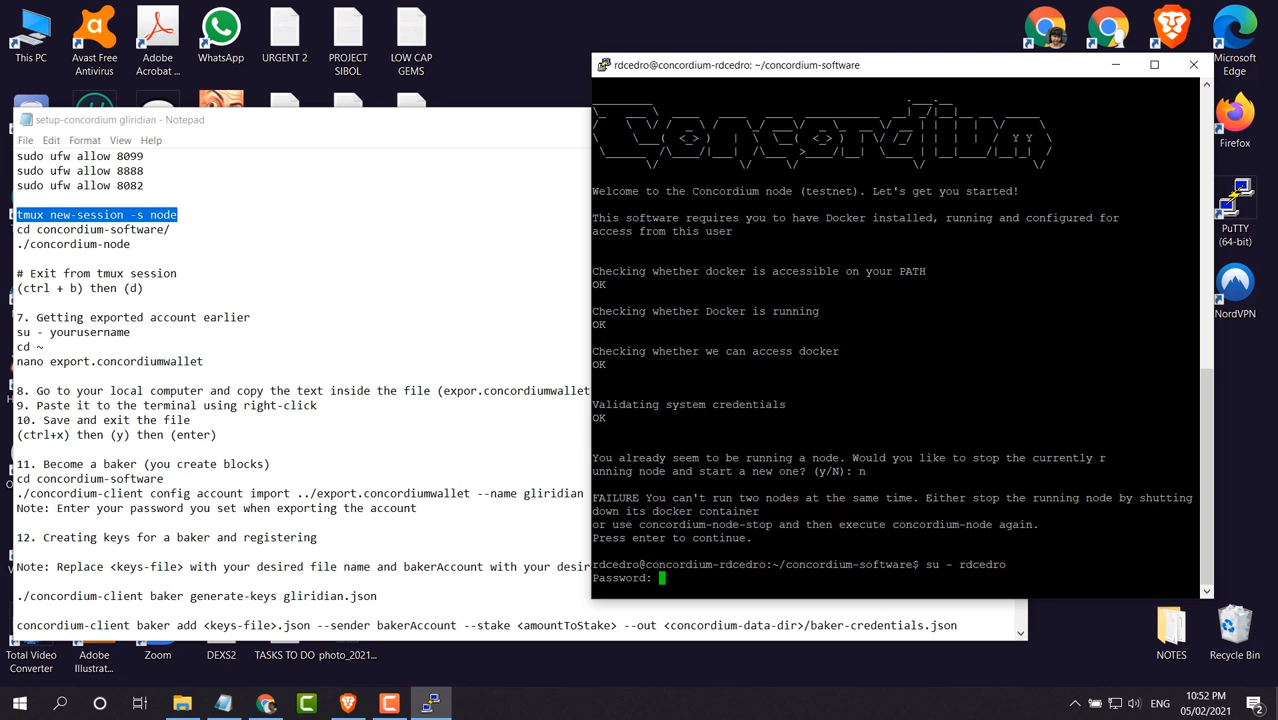 This PC
Avast Free
Antivirus
Adobe
Acrobat ...
WhatsApp
URGENT 2
PROJECT
SIBOL
LOW CAP
GEMS
Microsoft
Edge
Firefox
PuTTY
(64-bit)
NordVPN
NOTES
Recycle Bin
setup-concordium gliridian - Notepad
File Edit Format View Help
sudo ufw allow 8099
sudo ufw allow 8888
sudo ufw allow 8082
tmux new-session -s node
cd concordium-software/
./concordium-node
# Exit from tmux session
(ctrl + b) then (d)
7. Getting exported account earlier
su - yourusername
cd ~
nano export.concordiumwallet
8. Go to your local computer and copy the text inside the file (expor.concordiumwallet
9. Paste it to the terminal using right-click
10. Save and exit the file
(ctrl+x) then (y) then (enter)
11. Become a baker (you create blocks)
cd concordium-software
./concordium-client config account import ../export.concordiumwallet --name gliridian
Note: Enter your password you set when exporting the account
12. Creating keys for a baker and registering
Note: Replace <keys-file> with your desired file name and bakerAccount with your desir
./concordium-client baker generate-keys gliridian.json
concordium-client baker add <keys-file>.json --sender bakerAccount --stake <amountToStake> --out <concordium-data-dir>/baker-credentials.json
rdcedro@concordium-rdcedro: ~/concordium-software
Concordium
Welcome to the Concordium node (testnet). Let's get you started!
This software requires you to have Docker installed, running and configured for
access from this user
Checking whether docker is accessible on your PATH
OK
Checking whether Docker is running
OK
Checking whether we can access docker
OK
Validating system credentials
OK
You already seem to be running a node. Would you like to stop the currently r
unning node and start a new one? (y/N): n
FAILURE You can't run two nodes at the same time. Either stop the running node by shutting
down its docker container
or use concordium-node-stop and then execute concordium-node again.
Press enter to continue.
rdcedro@concordium-rdcedro:~/concordium-software$ su - rdcedro
Password:
Total Video
Converter
Adobe
Illustrat...
Zoom
DEXS2
TASKS TO DO
photo_2021...
ENG
10:52 PM
05/02/2021
2